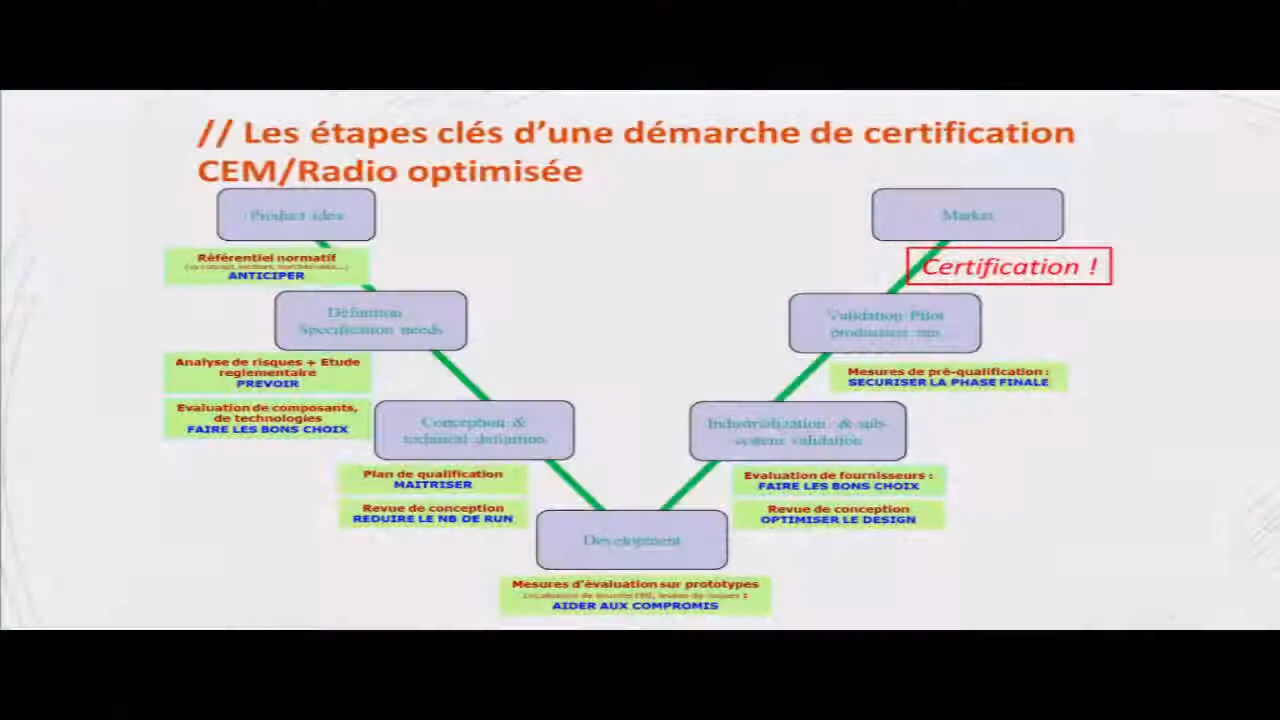 // Les étapes clés d'une démarche de certification
CEM/Radio optimisée
Product idea
Market
Référentiel normatif
ANTICIPER
Certification !
Définition
Specification needs
Validation Pilot
production run
Analyse de risques + Etude
reglementaire
PREVOIR
Mesures de pré-qualification :
SECURISER LA PHASE FINALE
Evaluation de composants,
de technologies
FAIRE LES BONS CHOIX
Conception &
technical definition
Industrialization & sub-
system validation
Plan de qualification
MAITRISER
Evaluation de fournisseurs :
FAIRE LES BONS CHOIX
Revue de conception
REDUIRE LE NB DE RUN
Revue de conception
OPTIMISER LE DESIGN
Development
Mesures d'évaluation sur prototypes
AIDER AUX COMPROMIS